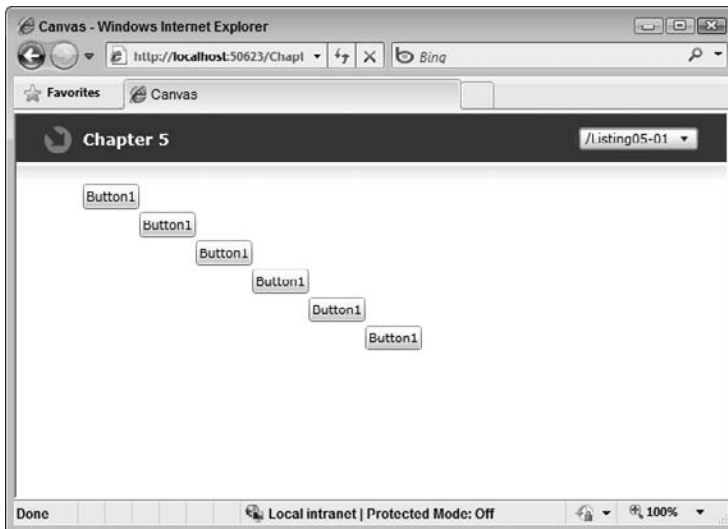 Canvas - Windows Internet Explorer
http://localhost:50623/Chapt
Bing
Favorites
Canvas
Chapter 5
/Listing05-01
Button1
Button1
Button1
Button1
Button1
Button1
Done
Local intranet | Protected Mode: Off
100%